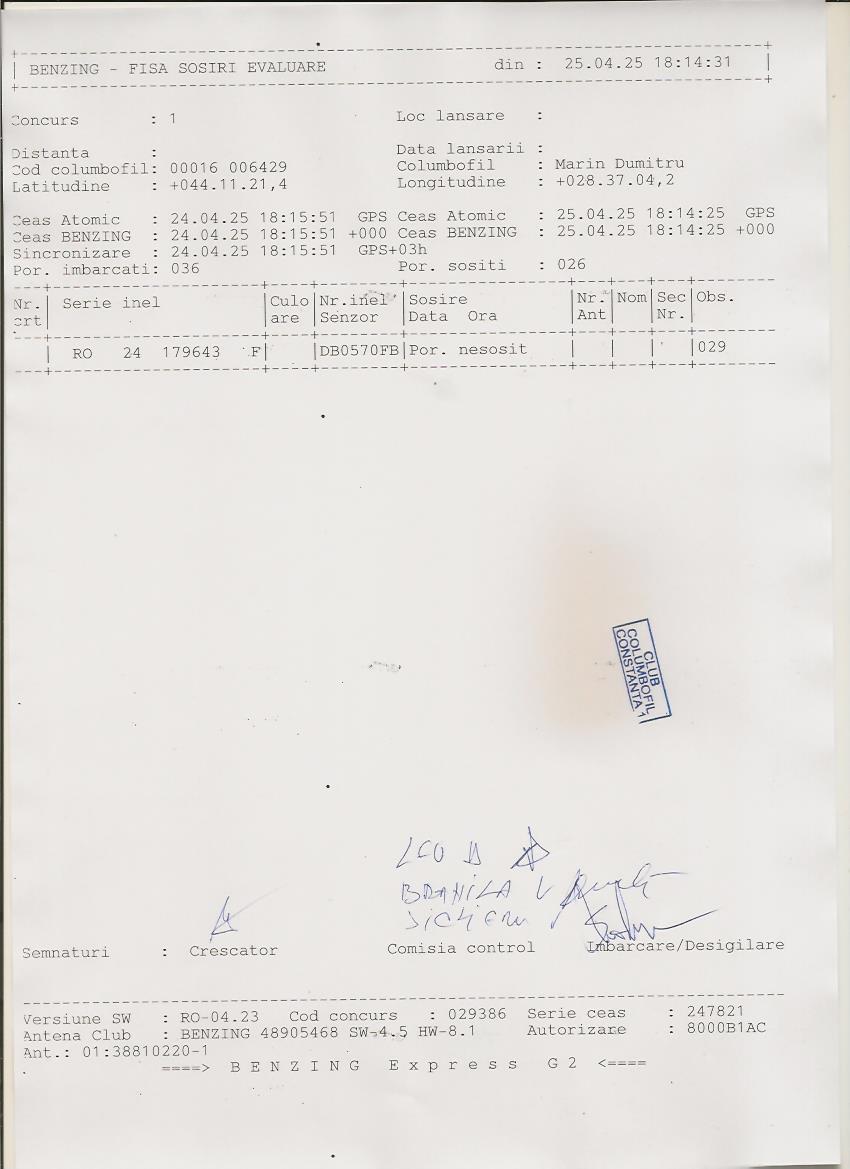 BENZING - FISA SOSIRI EVALUARE din : 25.04.25 18:14:31
Concurs : 1 Loc lansare :
Distanta : Data lansarii :
Cod columbofil: 00016 006429 Columbofil : Marin Dumitru
Latitudine : +044.11.21,4 Longitudine : +028.37.04,2
Ceas Atomic : 24.04.25 18:15:51 GPS Ceas Atomic : 25.04.25 18:14:25 GPS
Ceas BENZING : 24.04.25 18:15:51 +000 Ceas BENZING : 25.04.25 18:14:25 +000
Sincronizare : 24.04.25 18:15:51 GPS+03h
Por. imbarcati: 036 Por. sositi : 026
Nr. Serie inel Culo Nr.inel Sosire Nr. Nom Sec Obs.
crt are Senzor Data Ora Ant Nr.
RO 24 179643 F DB0570FB Por. nesosit 029
CLUB
COLUMBOFIL
CONSTANTA 1
Semnaturi : Crescator Comisia control Imbarcare/Desigilare
Versiune SW : RO-04.23 Cod concurs : 029386 Serie ceas : 247821
Antena Club : BENZING 48905468 SW-4.5 HW-8.1 Autorizare : 8000B1AC
Ant.: 01:38810220-1
====> B E N Z I N G E x p r e s s G 2 <====